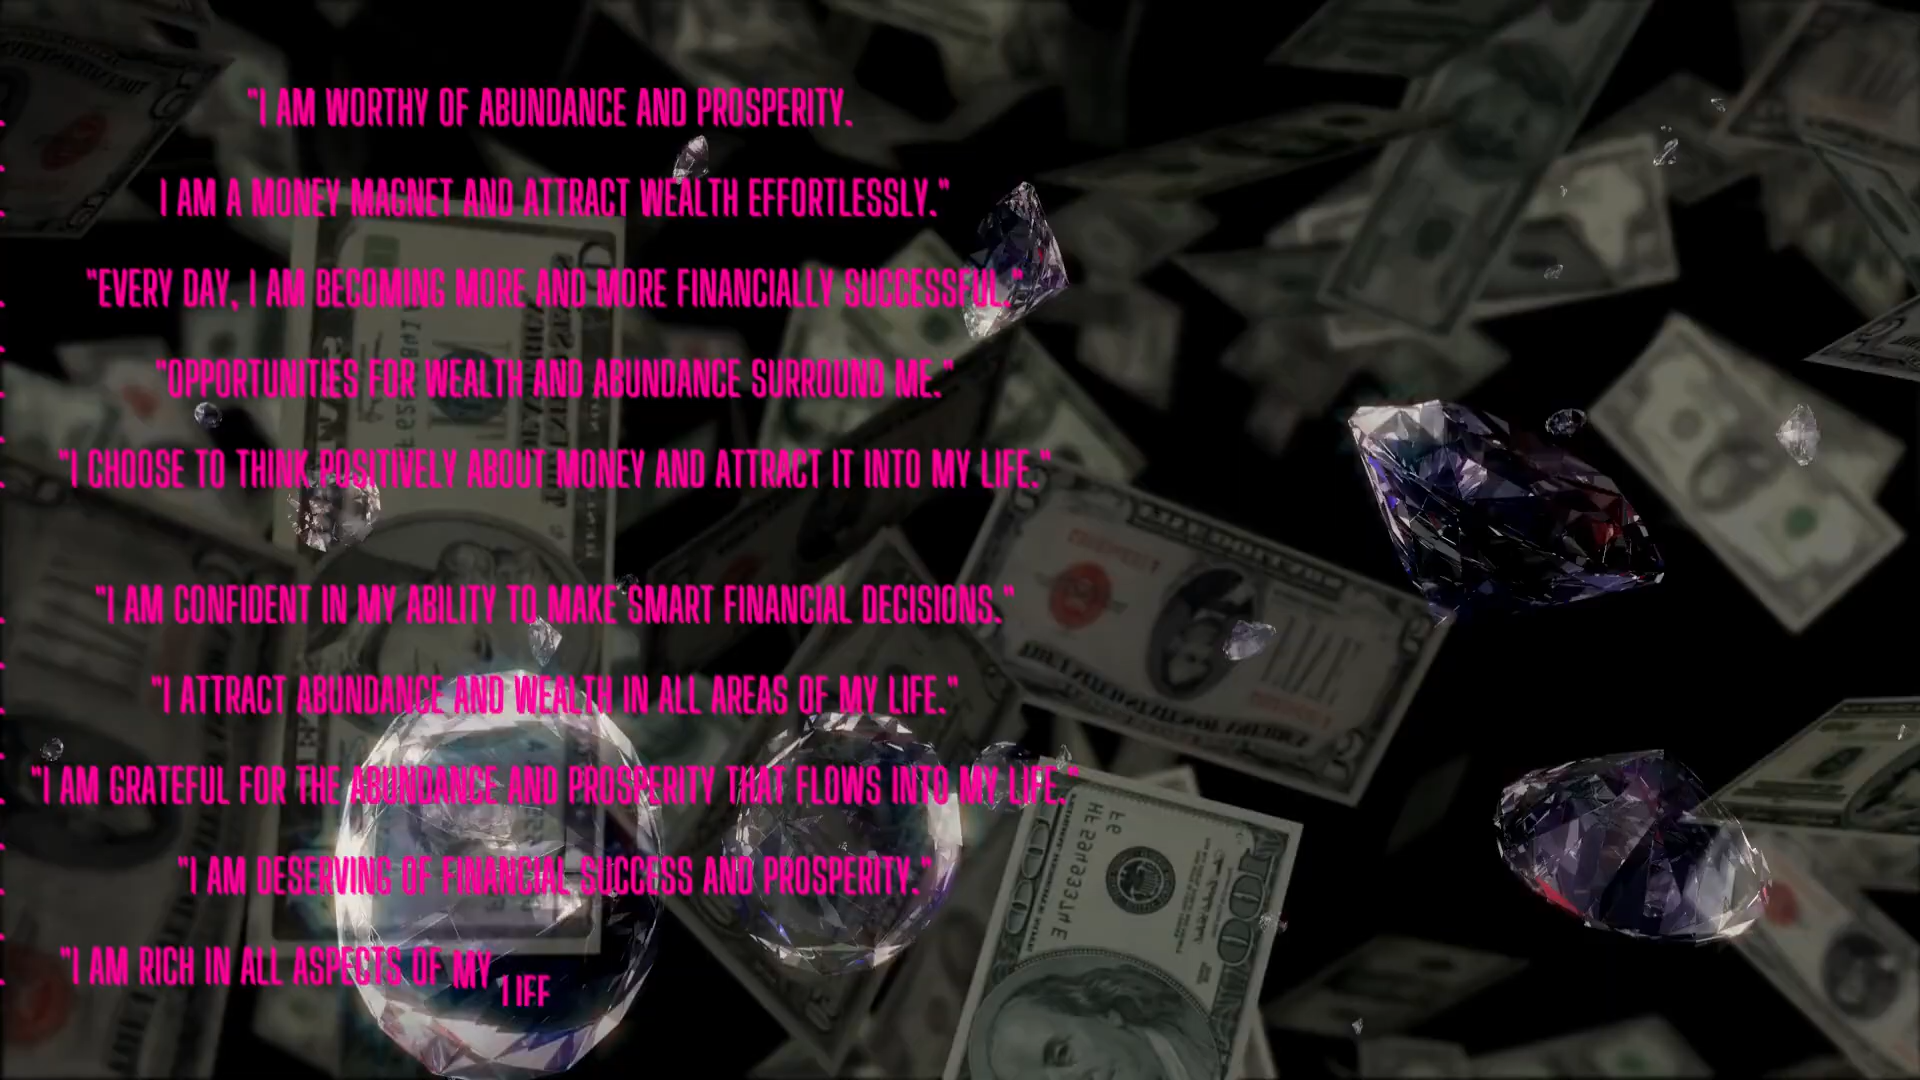 "I AM WORTHY OF ABUNDANCE AND PROSPERITY.
I AM A MONEY MAGNET AND ATTRACT WEALTH EFFORTLESSLY."
"EVERY DAY, I AM BECOMING MORE AND MORE FINANCIALLY SUCCESSFUL."
"OPPORTUNITIES FOR WEALTH AND ABUNDANCE SURROUND ME."
"I CHOOSE TO THINK POSITIVELY ABOUT MONEY AND ATTRACT IT INTO MY LIFE."
"I AM CONFIDENT IN MY ABILITY TO MAKE SMART FINANCIAL DECISIONS."
"I ATTRACT ABUNDANCE AND WEALTH IN ALL AREAS OF MY LIFE."
"I AM GRATEFUL FOR THE ABUNDANCE AND PROSPERITY THAT FLOWS INTO MY LIFE."
"I AM DESERVING OF FINANCIAL SUCCESS AND PROSPERITY."
"I AM RICH IN ALL ASPECTS OF MY LIFE